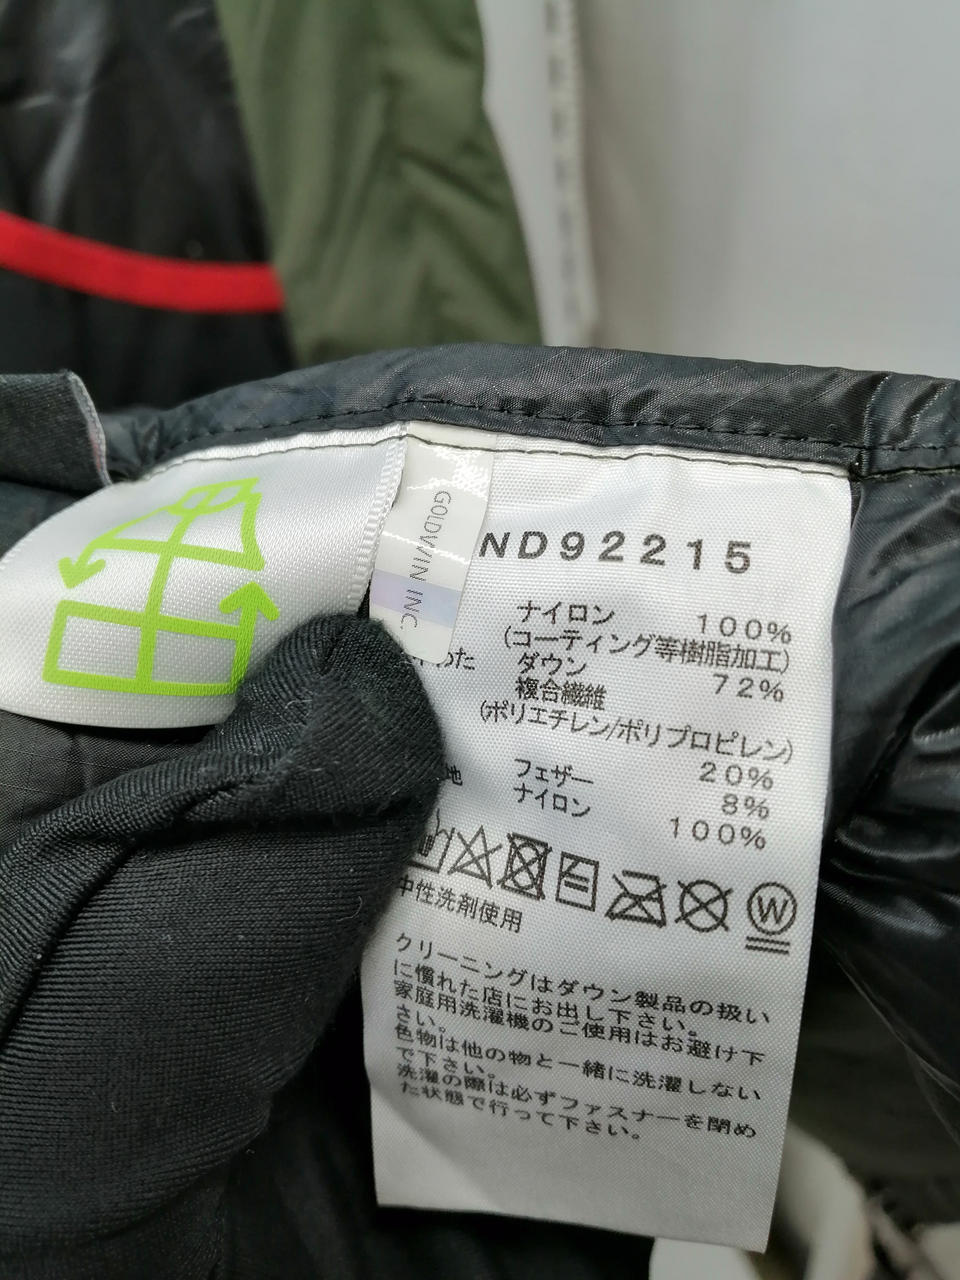 GOLDWIN INC.
ND92215
ナイロン 100%
(コーティング等樹脂加工)
わた ダウン 72%
複合繊維
(ポリエチレン/ポリプロピレン)
20%
フェザー 8%
地 ナイロン 100%
W
中性洗剤使用
クリーニングはダウン製品の扱い
に慣れた店にお出し下さい。
家庭用洗濯機のご使用はお避け下
さい。
色物は他の物と一緒に洗濯しない
で下さい。
洗濯の際は必ずファスナーを閉め
た状態で行って下さい。